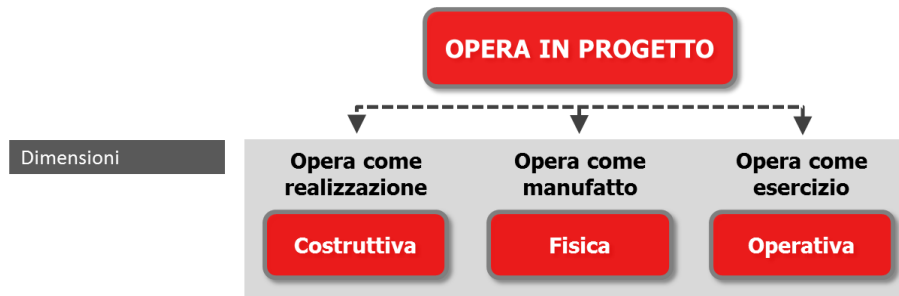 OPERA IN PROGETTO
Dimensioni
Opera come
realizzazione
Opera come
manufatto
Opera come
esercizio
Costruttiva
Fisica
Operativa